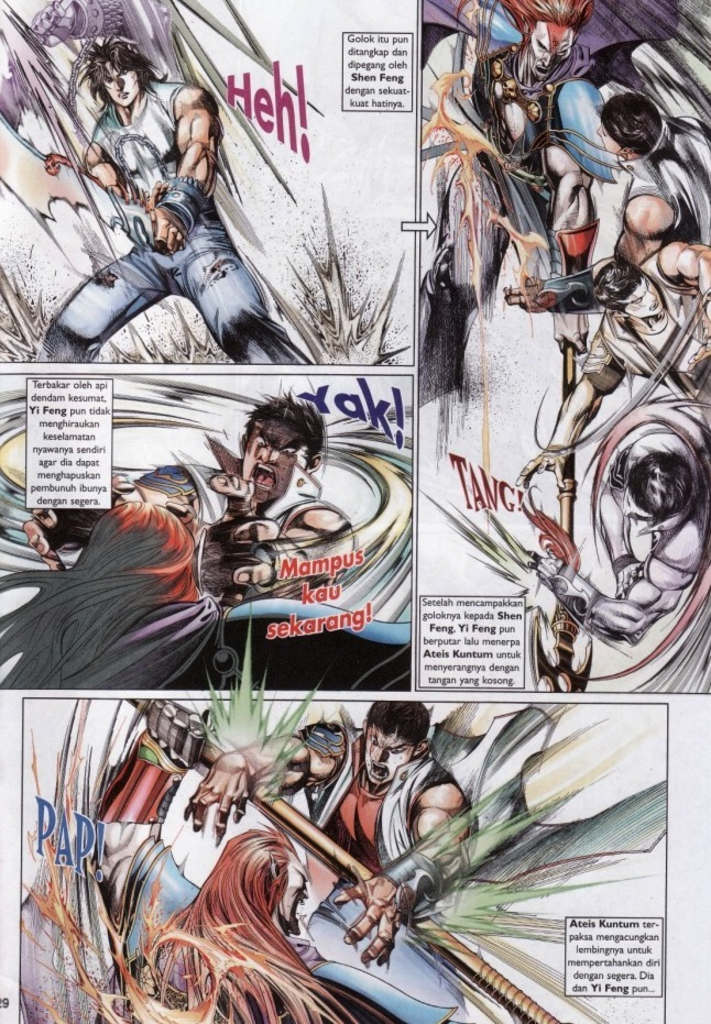 Heh!
Golok itu pun
ditangkap dan
dipegang oleh
Shen Feng
dengan sekuat-
kuat hatinya.
TANG!
Setelah mencampakkan
goloknya kepada Shen
Feng, Yi Feng pun
berputar lalu menerpa
Ateis Kuntum untuk
menyerangnya dengan
tangan yang kosong.
Terbakar oleh api
dendam kesumat,
Yi Feng pun tidak
menghiraukan
keselamatan
nyawanya sendiri
agar dia dapat
menghapuskan
pembunuh ibunya
dengan segera.
Yak!
Mampus
kau
sekarang!
PAP!
Ateis Kuntum ter-
paksa mengacungkan
lembingnya untuk
mempertahankan diri
dengan segera. Dia
dan Yi Feng pun...
29